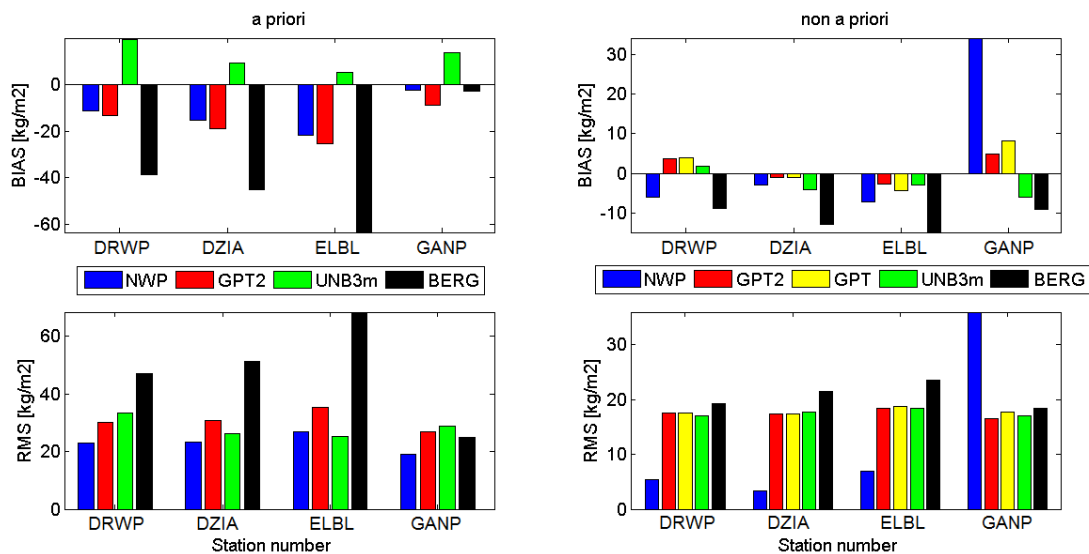 a priori
BIAS [kg/m2]
0
-20
-40
-60
DRWP DZIA ELBL GANP
NWP GPT2 UNB3m BERG
RMS [kg/m2]
60
40
20
0
DRWP DZIA ELBL GANP
Station number
non a priori
BIAS [kg/m2]
30
20
10
0
-10
DRWP DZIA ELBL GANP
NWP GPT2 GPT UNB3m BERG
RMS [kg/m2]
30
20
10
0
DRWP DZIA ELBL GANP
Station number